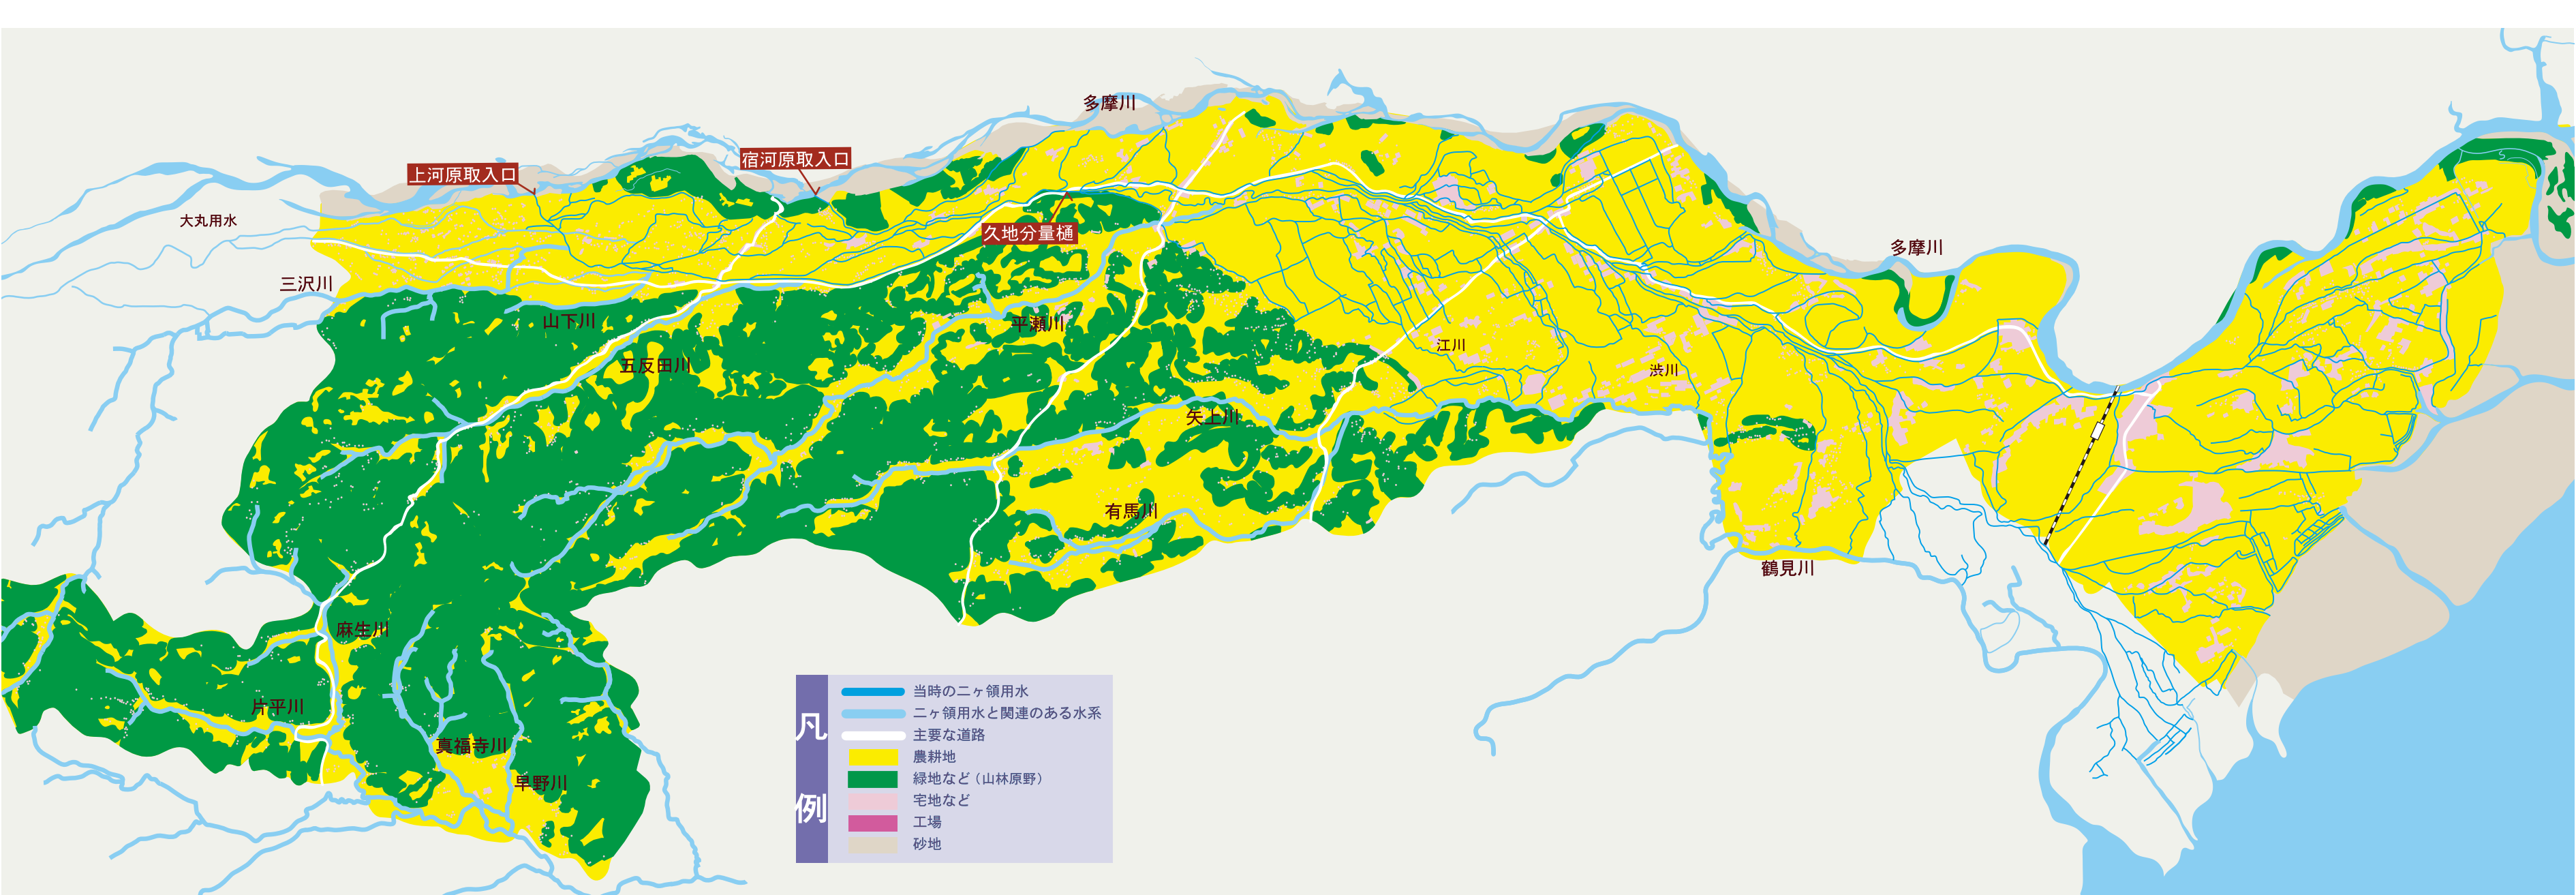 多摩川
宿河原取入口
上河原取入口
大丸用水
久地分量樋
多摩川
三沢川
山下川
平瀬川
江川
五反田川
渋川
矢上川
有馬川
鶴見川
麻生川
片平川
真福寺川
早野川
凡例
当時の二ヶ領用水
二ヶ領用水と関連のある水系
主要な道路
農耕地
緑地など（山林原野）
宅地など
工場
砂地